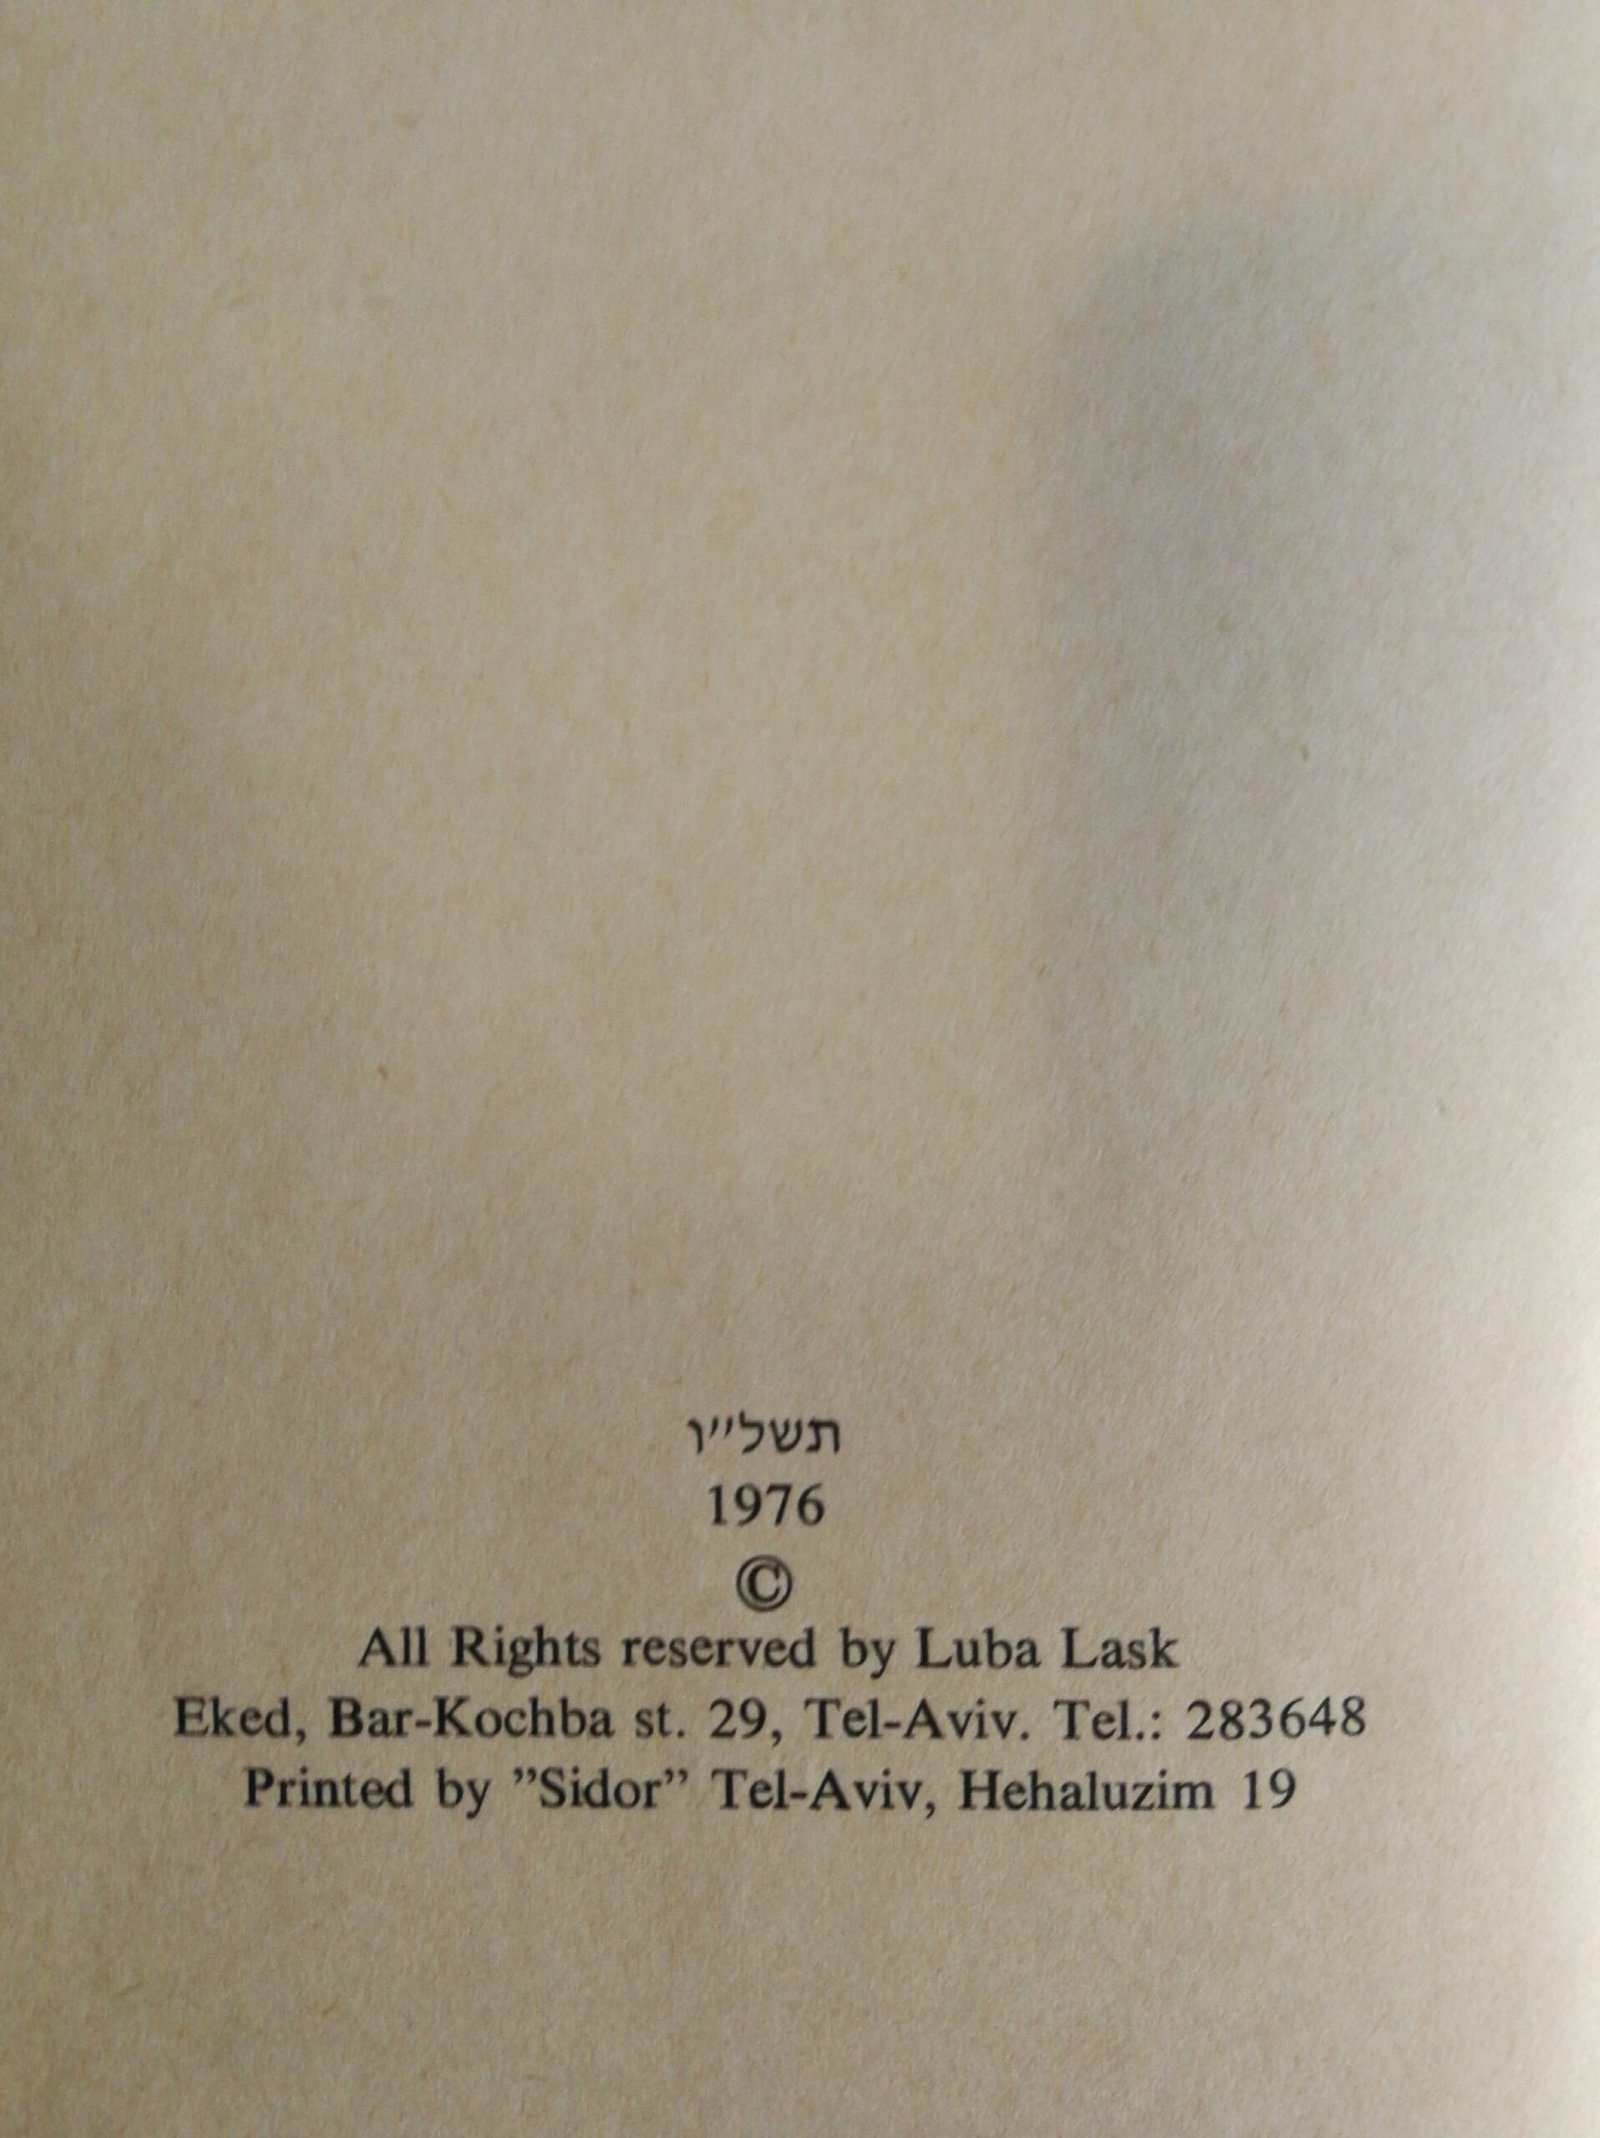 תשל"ו
1976
©
All Rights reserved by Luba Lask
Eked, Bar-Kochba st. 29, Tel-Aviv. Tel.: 283648
Printed by ”Sidor” Tel-Aviv, Hehaluzim 19